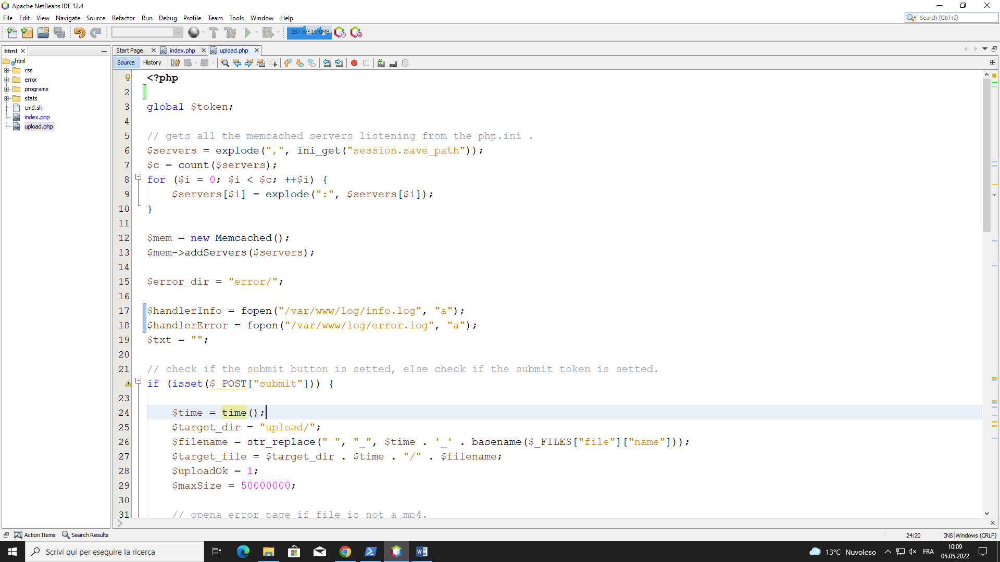 Apache NetBeans IDE 12.4
File Edit View Navigate Source Refactor Run Debug Profile Team Tools Window Help
Search (Ctrl+I)
287.8/514.0MB
html
Start Page index.php upload.php
Source History
html
css
error
programs
stats
cmd.sh
index.php
upload.php
<?php
2
3 global $token;
4
5 // gets all the memcached servers listening from the php.ini .
6 $servers = explode(",", ini_get("session.save_path"));
7 $c = count($servers);
8 for ($i = 0; $i < $c; ++$i) {
9 $servers[$i] = explode(":", $servers[$i]);
10 }
11
12 $mem = new Memcached();
13 $mem->addServers($servers);
14
15 $error_dir = "error/";
16
17 $handlerInfo = fopen("/var/www/log/info.log", "a");
18 $handlerError = fopen("/var/www/log/error.log", "a");
19 $txt = "";
20
21 // check if the submit button is setted, else check if the submit token is setted.
if (isset($_POST["submit"])) {
23
24 $time = time();
25 $target_dir = "upload/";
26 $filename = str_replace(" ", "_", $time . '_' . basename($_FILES["file"]["name"]));
27 $target_file = $target_dir . $time . "/" . $filename;
28 $uploadOk = 1;
29 $maxSize = 50000000;
30
31 // opena error page if file is not a mp4.
Action Items Search Results
24:20 INS Windows (CRLF)
Scrivi qui per eseguire la ricerca
13°C Nuvoloso
FRA
10:09
05.05.2022